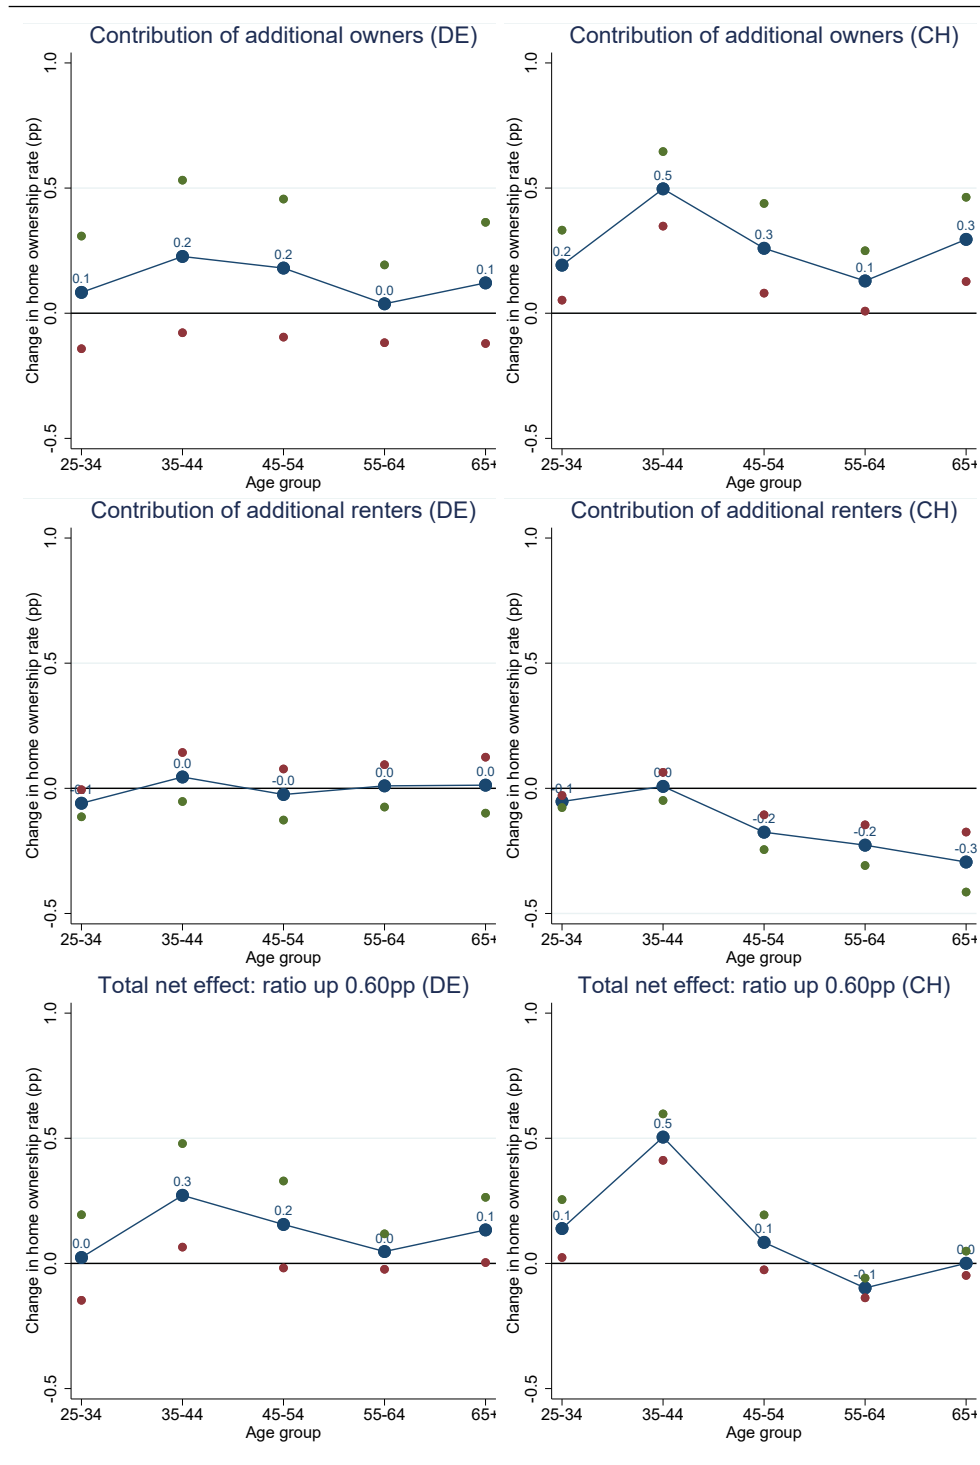 Contribution of additional owners (DE)
Change in home ownership rate (pp)
1.0
0.5
0.0
-0.5
0.1
0.2
0.2
0.0
0.1
25-34 35-44 45-54 55-64 65+
Age group
Contribution of additional owners (CH)
Change in home ownership rate (pp)
1.0
0.5
0.0
-0.5
0.2
0.5
0.3
0.1
0.3
25-34 35-44 45-54 55-64 65+
Age group
Contribution of additional renters (DE)
Change in home ownership rate (pp)
1.0
0.5
0.0
-0.5
-0.1
0.0
-0.0
0.0
0.0
25-34 35-44 45-54 55-64 65+
Age group
Contribution of additional renters (CH)
Change in home ownership rate (pp)
1.0
0.5
0.0
-0.5
-0.1
0.0
-0.2
-0.2
-0.3
25-34 35-44 45-54 55-64 65+
Age group
Total net effect: ratio up 0.60pp (DE)
Change in home ownership rate (pp)
1.0
0.5
0.0
-0.5
0.0
0.3
0.2
0.0
0.1
25-34 35-44 45-54 55-64 65+
Age group
Total net effect: ratio up 0.60pp (CH)
Change in home ownership rate (pp)
1.0
0.5
0.0
-0.5
0.1
0.5
0.1
-0.1
0.0
25-34 35-44 45-54 55-64 65+
Age group